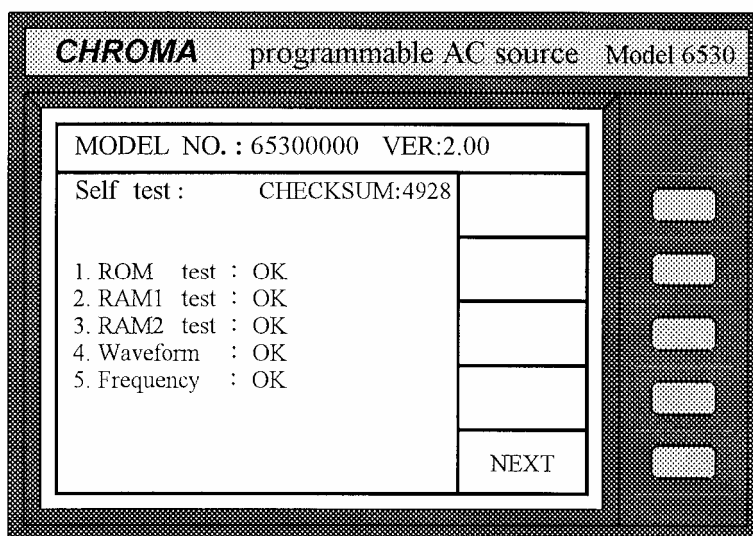 CHROMA programmable AC source Model 6530
MODEL NO. : 65300000 VER:2.00
Self test : CHECKSUM:4928
1. ROM test : OK
2. RAM1 test : OK
3. RAM2 test : OK
4. Waveform : OK
5. Frequency : OK
NEXT